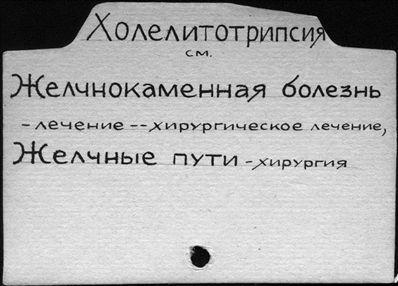 Холелитотрипсия
см.
Желчнокаменная болезнь
- лечение -- хирургическое лечение,
Желчные пути - хирургия